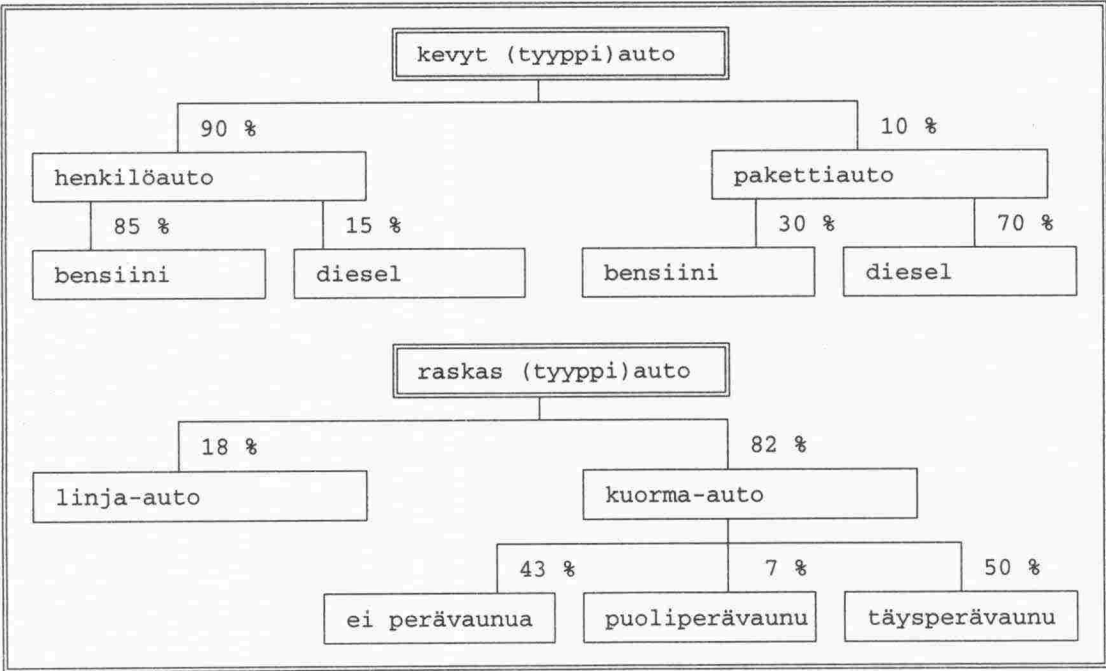 kevyt (tyyppi)auto
90 % 10 %
henkilöauto pakettiauto
85 % 15 % 30 % 70 %
bensiini diesel bensiini diesel
raskas (tyyppi)auto
18 % 82 %
linja-auto kuorma-auto
43 % 7 % 50 %
ei perävaunua puoliperävaunu täysperävaunu